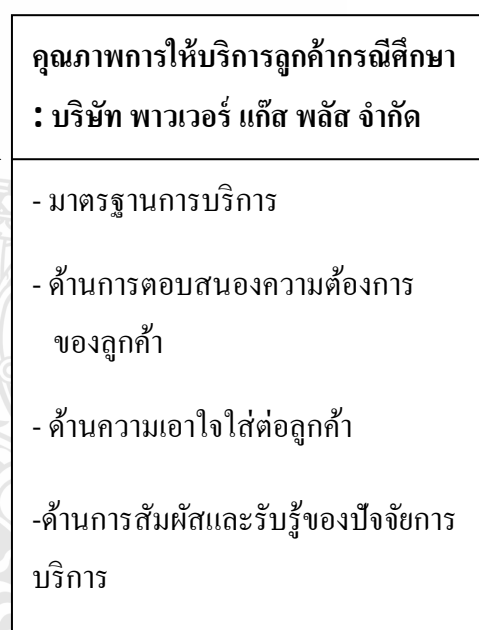 คุณภาพการให้บริการลูกค้ากรณีศึกษา
: บริษัท พาวเวอร์ แก๊ส พลัส จำกัด
- มาตรฐานการบริการ
- ด้านการตอบสนองความต้องการ
ของลูกค้า
- ด้านความเอาใจใส่ต่อลูกค้า
-ด้านการสัมผัสและรับรู้ของปัจจัยการ
บริการ